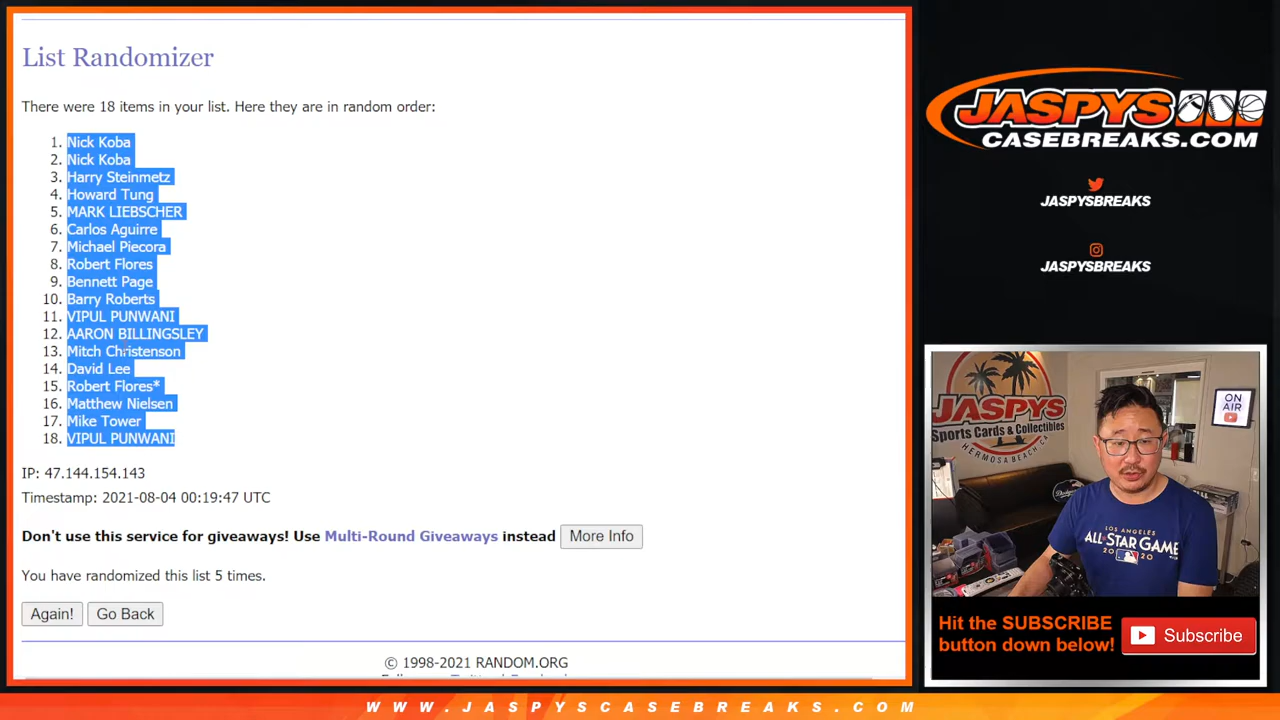 List Randomizer
There were 18 items in your list. Here they are in random order:
1. Nick Koba
2. Nick Koba
3. Harry Steinmetz
4. Howard Tung
5. MARK LIEBSCHER
6. Carlos Aguirre
7. Michael Piecora
8. Robert Flores
9. Bennett Page
10. Barry Roberts
11. VIPUL PUNWANI
12. AARON BILLINGSLEY
13. Mitch Christenson
14. David Lee
15. Robert Flores*
16. Matthew Nielsen
17. Mike Tower
18. VIPUL PUNWANI
IP: 47.144.154.143
Timestamp: 2021-08-04 00:19:47 UTC
Don't use this service for giveaways! Use Multi-Round Giveaways instead More Info
You have randomized this list 5 times.
Again! Go Back
© 1998-2021 RANDOM.ORG
JASPYS
CASEBREAKS.COM
JASPYSBREAKS
JASPYSBREAKS
JASPYS
Sports Cards & Collectibles
HERMOSA BEACH CA
ON
AIR
Dodgers
LOS ANGELES
ALL STAR GAME
2020
Hit the SUBSCRIBE
button down below!
Subscribe
WWW.JASPYSCASEBREAKS.COM